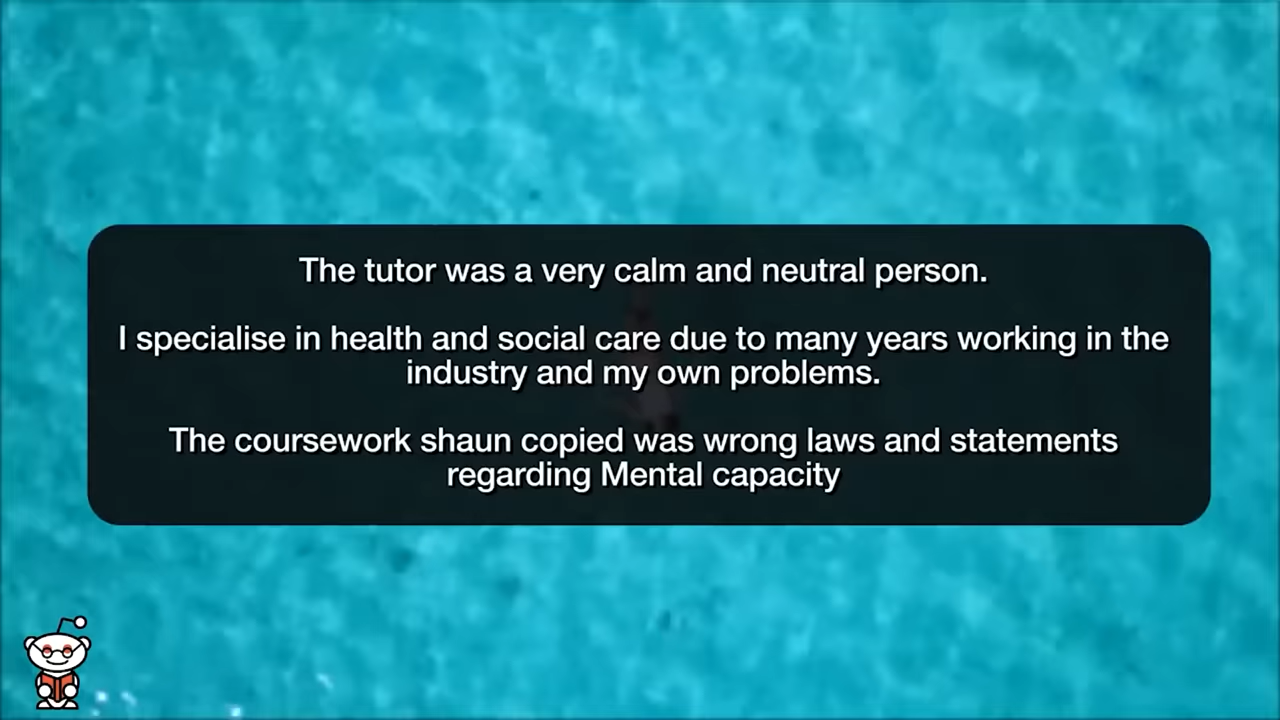 The tutor was a very calm and neutral person.
I specialise in health and social care due to many years working in the
industry and my own problems.
The coursework shaun copied was wrong laws and statements
regarding Mental capacity